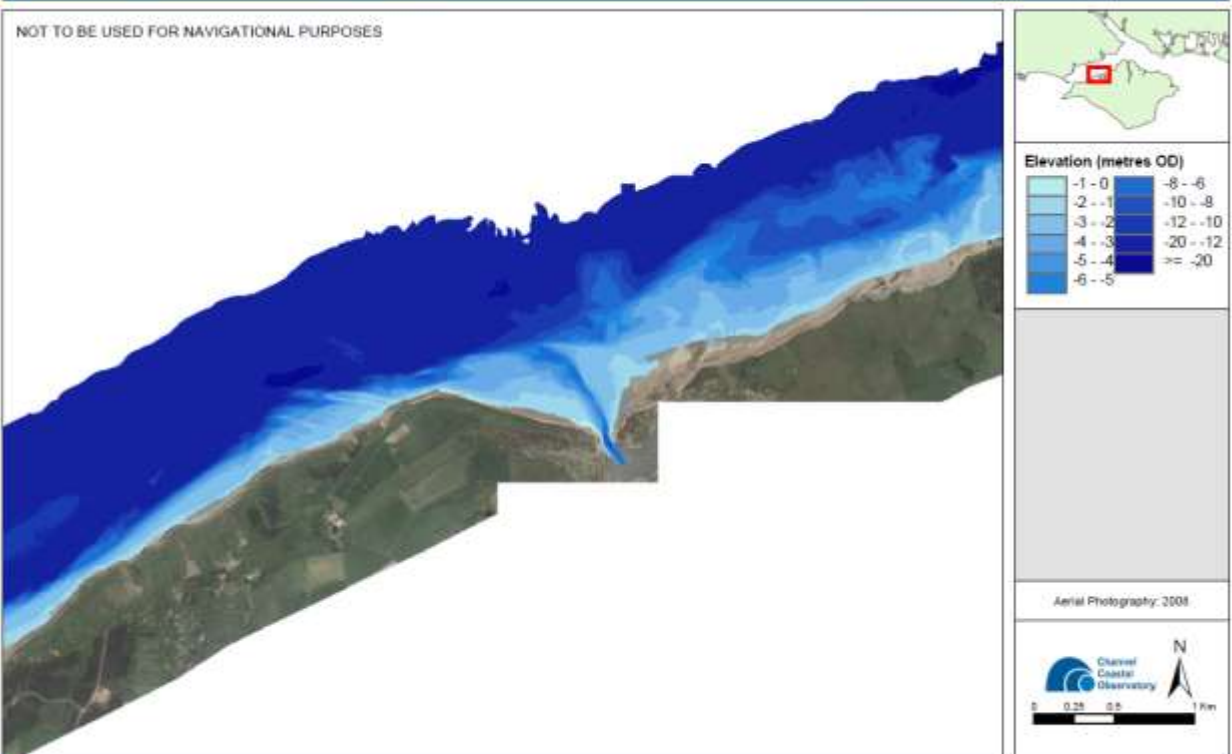 NOT TO BE USED FOR NAVIGATIONAL PURPOSES
Elevation (metres OD)
-1 - 0
-2 - -1
-3 - -2
-4 - -3
-5 - -4
-6 - -5
-8 - -6
-10 - -8
-12 - -10
-20 - -12
>= -20
Aerial Photography: 2008
Channel
Coastal
Observatory
N
0 0.25 0.5 1 Km